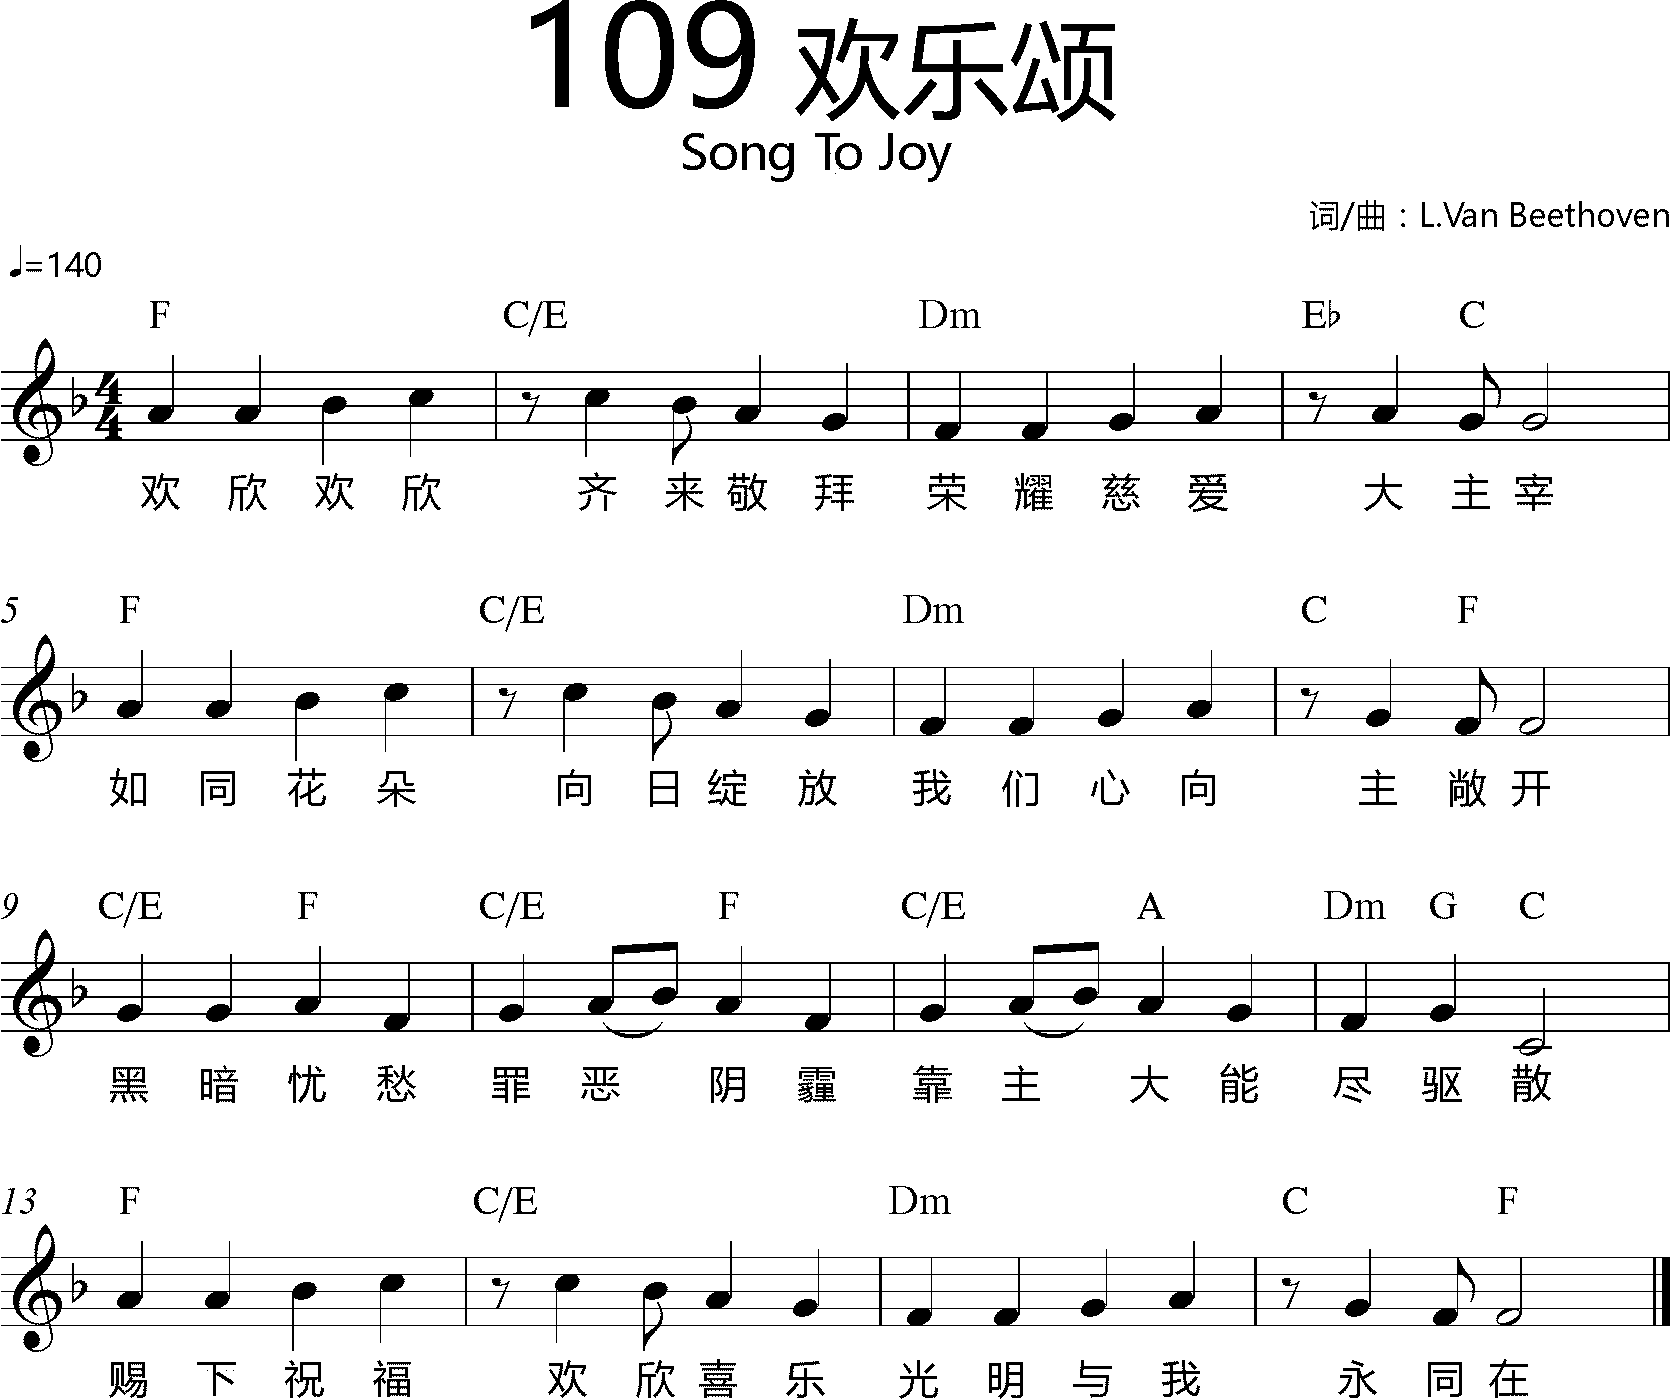 109 欢乐颂
Song To Joy
词/曲：L.Van Beethoven
♩=140
F C/E Dm E♭ C
4/4
欢 欣 欢 欣 齐 来 敬 拜 荣 耀 慈 爱 大 主 宰
5 F C/E Dm C F
如 同 花 朵 向 日 绽 放 我 们 心 向 主 敞 开
9 C/E F C/E F C/E A Dm G C
黑 暗 忧 愁 罪 恶 阴 霾 靠 主 大 能 尽 驱 散
13 F C/E Dm C F
赐 下 祝 福 欢 欣 喜 乐 光 明 与 我 永 同 在